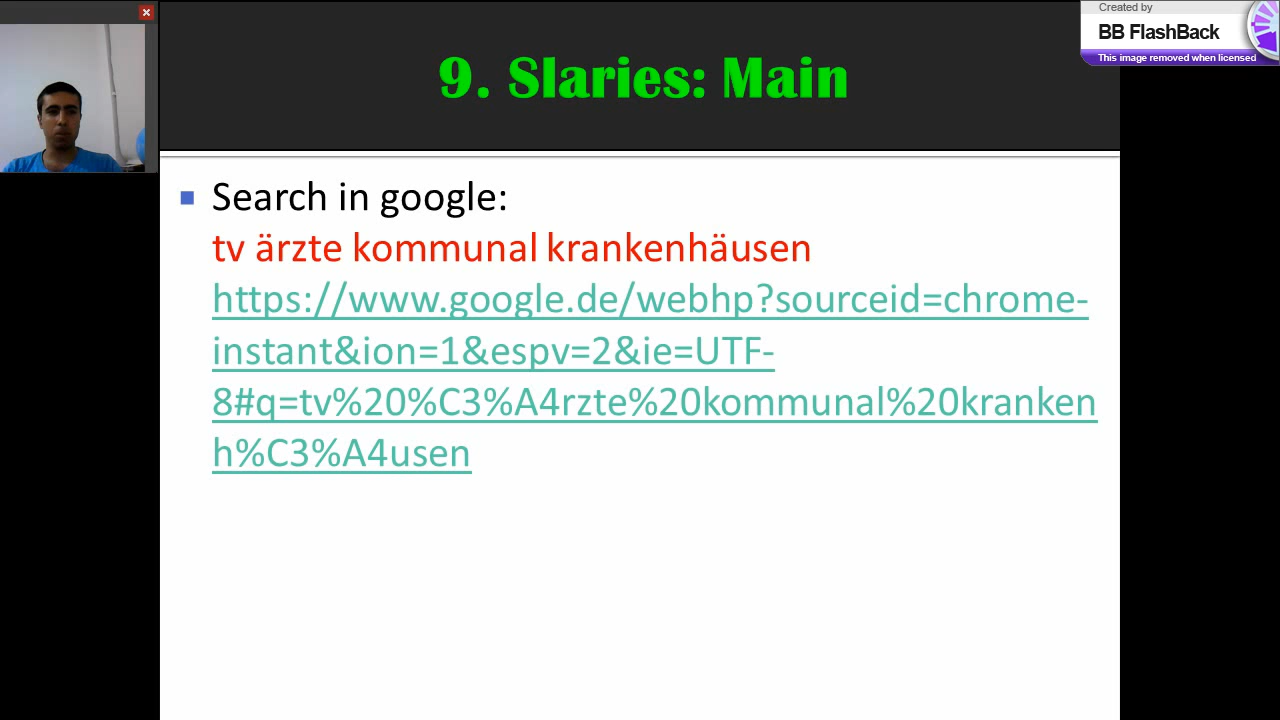 Created by
BB FlashBack
This image removed when licensed
9. Slaries: Main
Search in google:
tv ärzte kommunal krankenhäusen
https://www.google.de/webhp?sourceid=chrome-
instant&ion=1&espv=2&ie=UTF-
8#q=tv%20%C3%A4rzte%20kommunal%20kranken
h%C3%A4usen